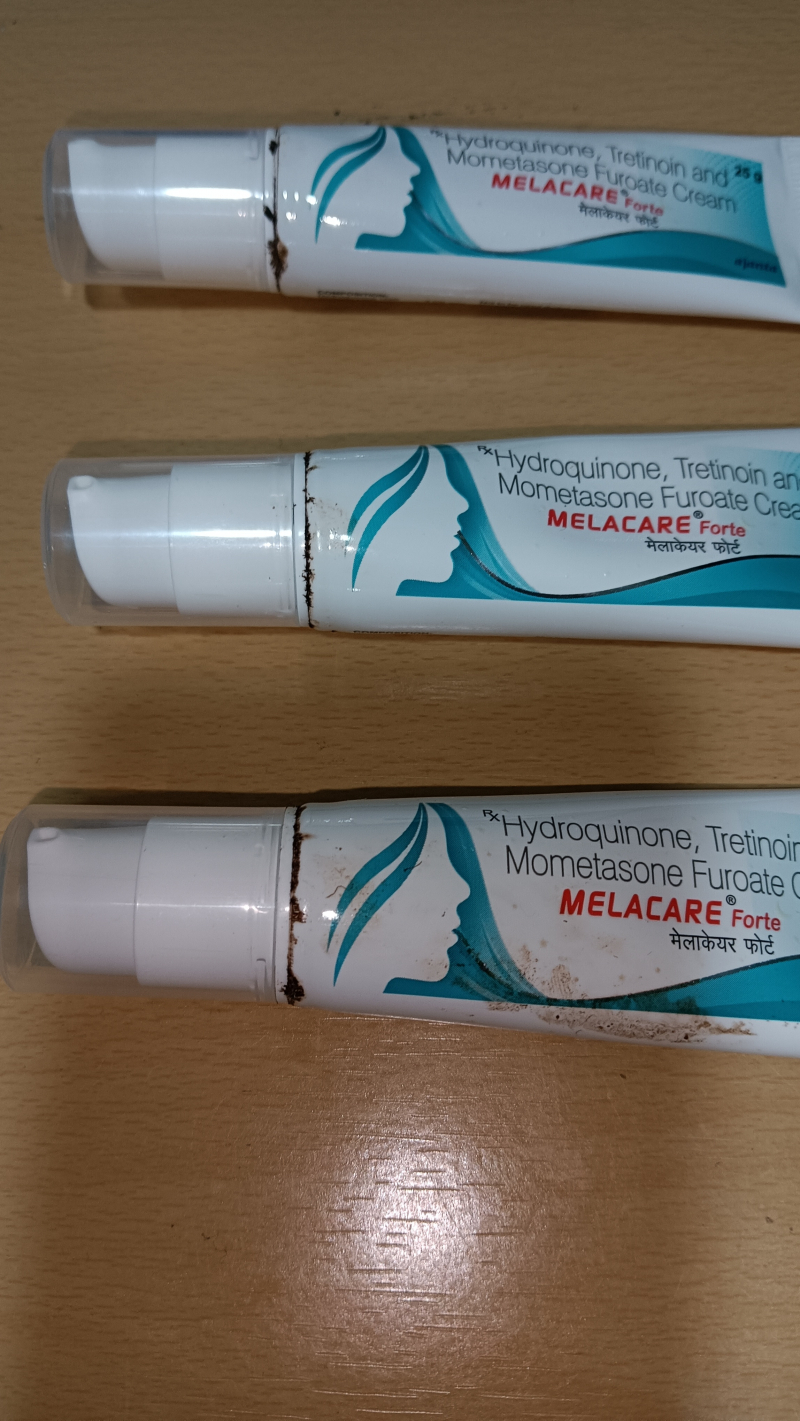 Rx Hydroquinone, Tretinoin and
Mometasone Furoate Cream
25 g
MELACARE® Forte
मेलाकेयर फोर्ट
ajanta
Rx Hydroquinone, Tretinoin an
Mometasone Furoate Crea
MELACARE® Forte
मेलाकेयर फोर्ट
Rx Hydroquinone, Tretinoin
Mometasone Furoate C
MELACARE® Forte
मेलाकेयर फोर्ट